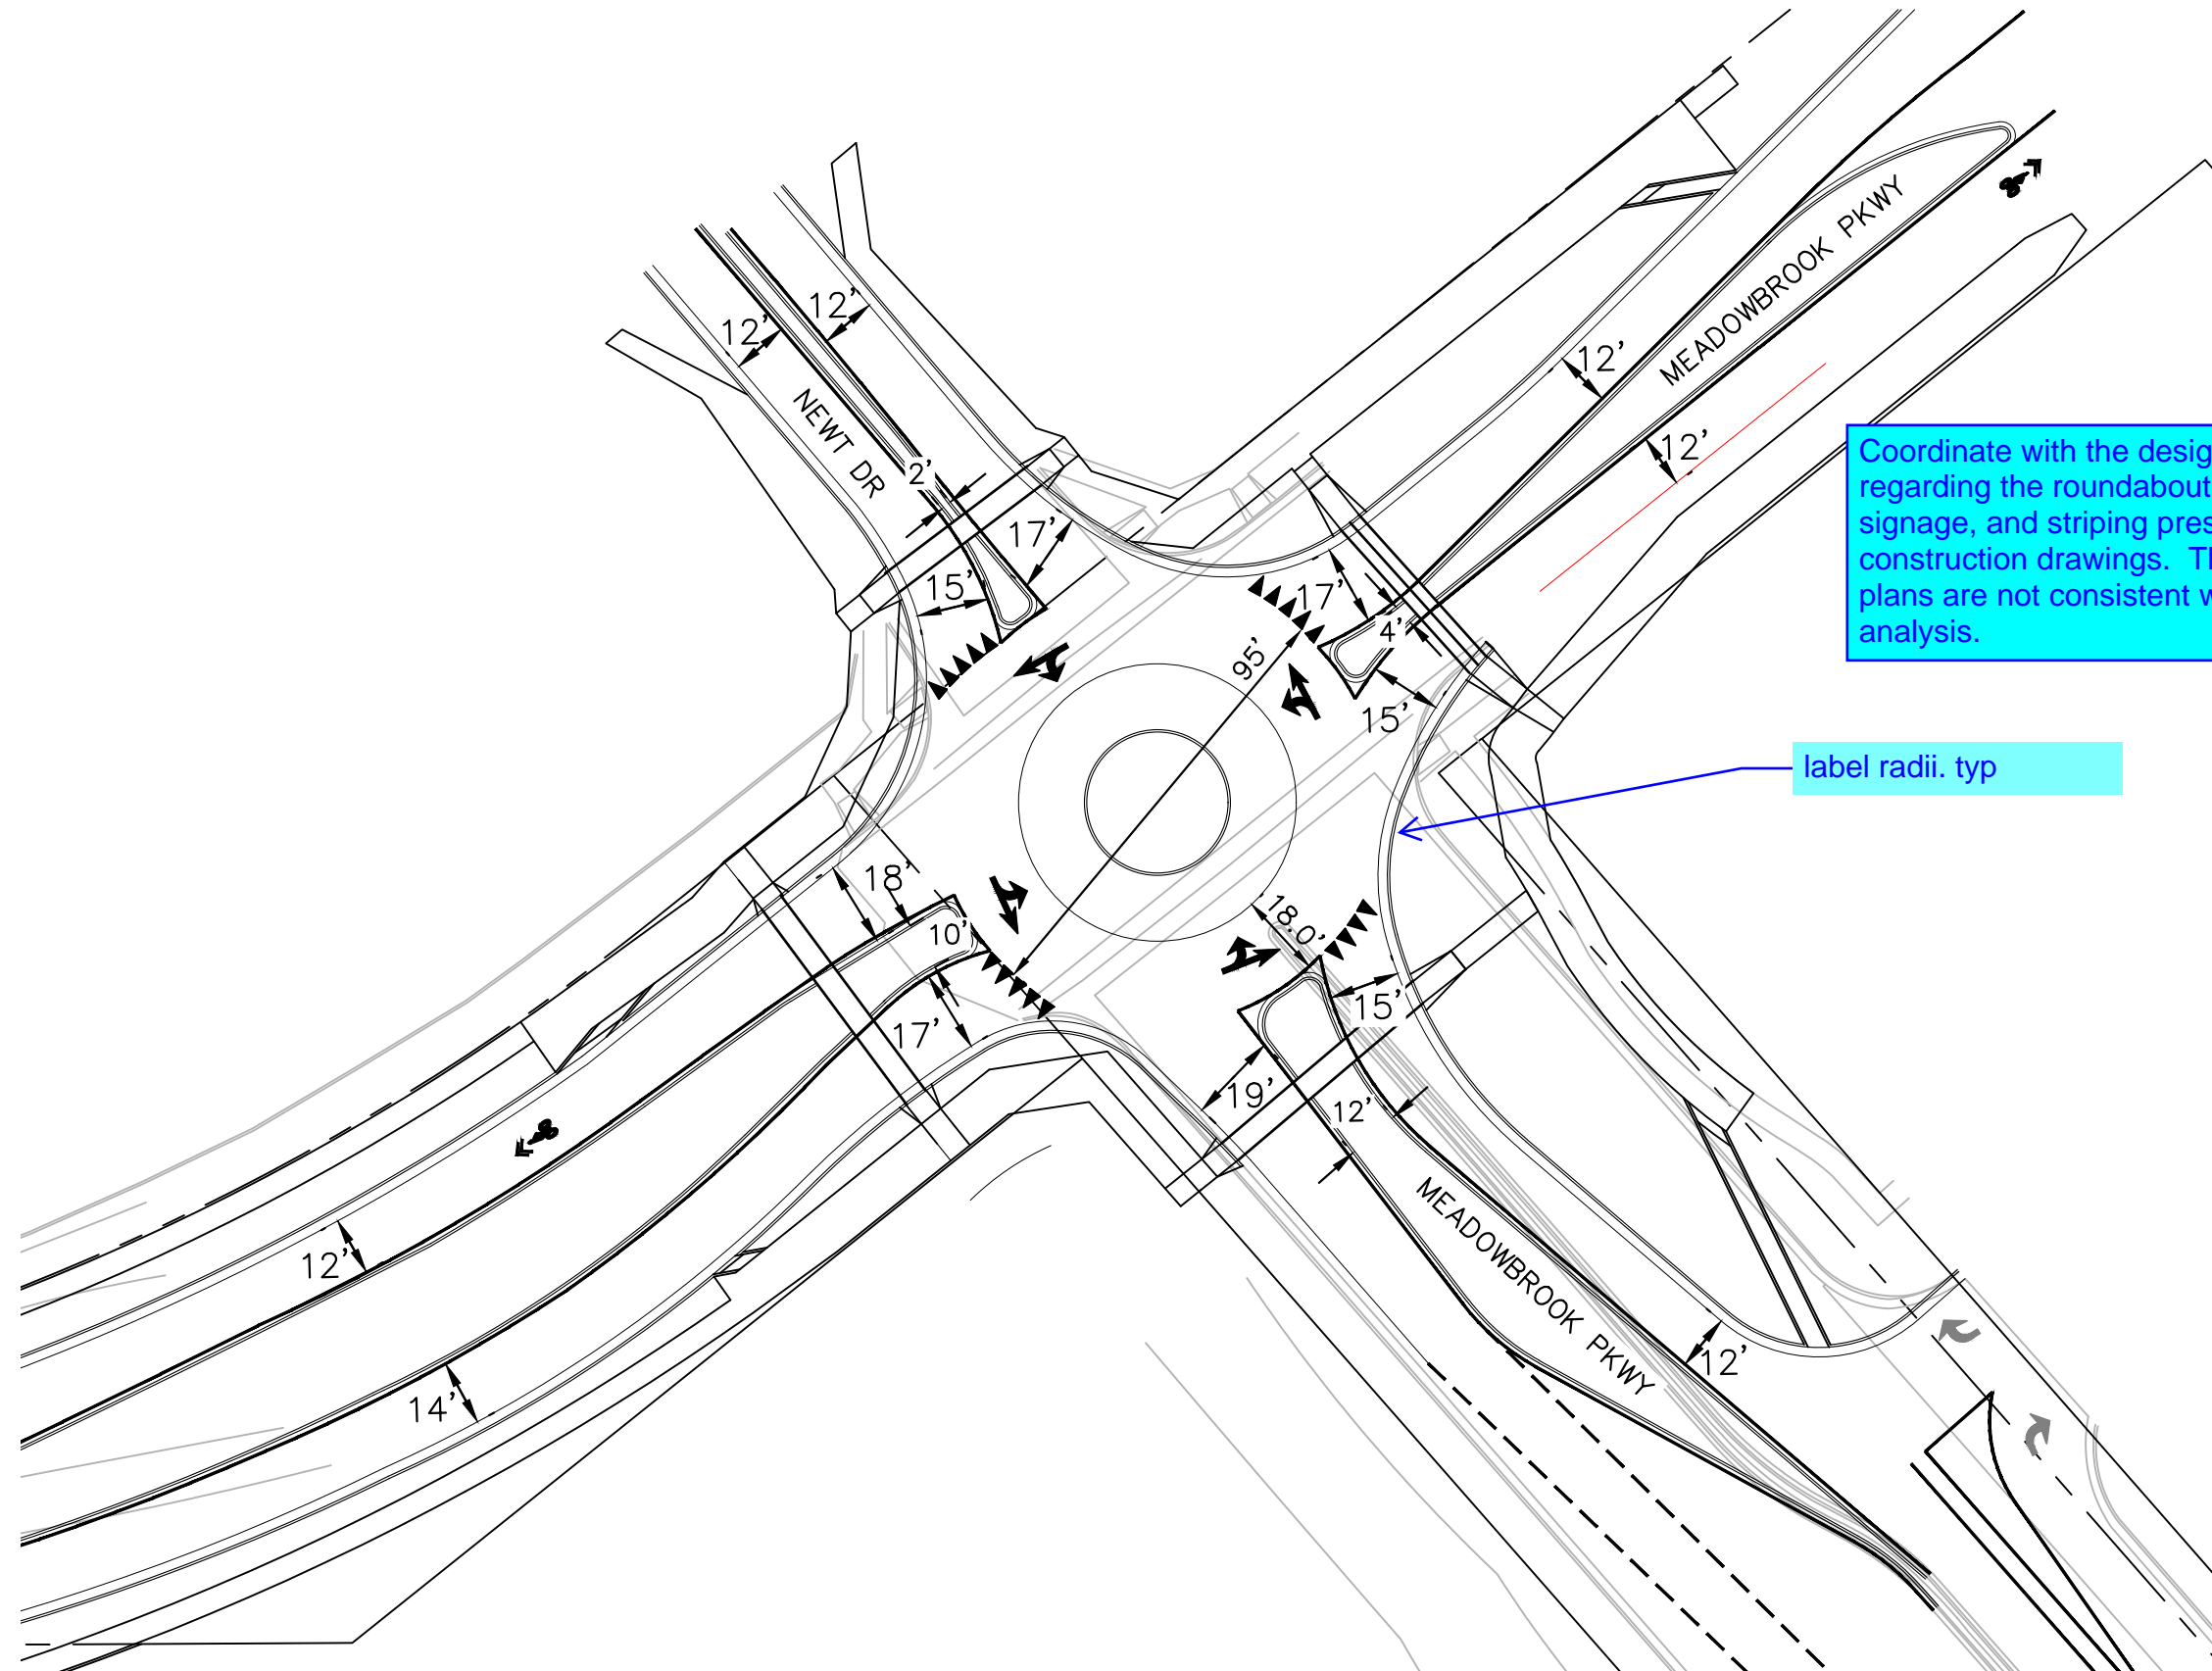 MEADOWBROOK PKWY
12'
12'
12'
NEWT DR
12'
2'
17'
15'
17'
4'
95'
15'
Coordinate with the desig
regarding the roundabout
signage, and striping pres
construction drawings. Th
plans are not consistent w
analysis.
label radii. typ
18'
10'
18.0'
15'
17'
19'
12'
MEADOWBROOK PKWY
12'
12'
14'